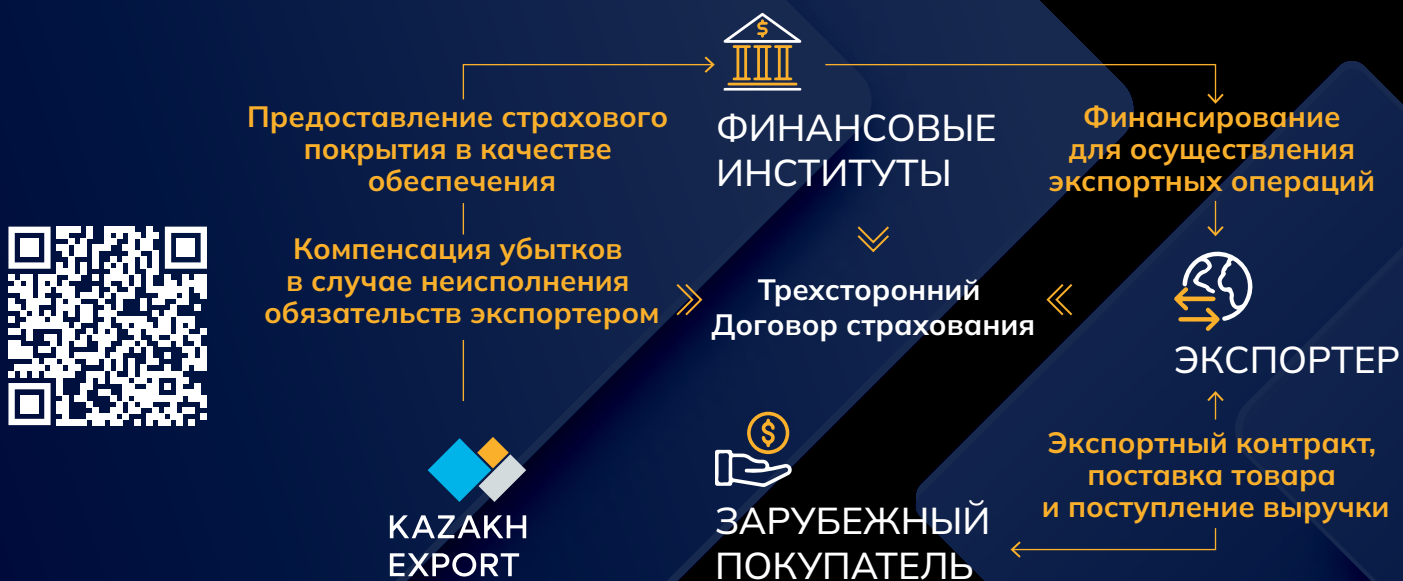 Предоставление страхового
покрытия в качестве
обеспечения
Компенсация убытков
в случае неисполнения
обязательств экспортером
KAZAKH
EXPORT
$
ФИНАНСОВЫЕ
ИНСТИТУТЫ
Трехсторонний
Договор страхования
$
ЗАРУБЕЖНЫЙ
ПОКУПАТЕЛЬ
Финансирование
для осуществления
экспортных операций
ЭКСПОРТЕР
Экспортный контракт,
поставка товара
и поступление выручки